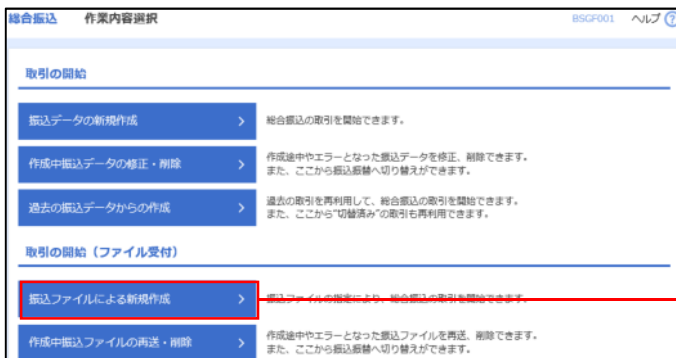 総合振込 作業内容選択 BSGF001 ヘルプ ?
取引の開始
振込データの新規作成 > 総合振込の取引を開始できます。
作成中振込データの修正・削除 > 作成途中やエラーとなった振込データを修正、削除できます。
また、ここから振込振替へ切り替えができます。
過去の振込データからの作成 > 過去の取引を再利用して、総合振込の取引を開始できます。
また、ここから"切替済み"の取引も再利用できます。
取引の開始（ファイル受付）
振込ファイルによる新規作成 > 振込ファイルの指定により、総合振込の取引を開始できます。
作成中振込ファイルの再送・削除 > 作成途中やエラーとなった振込ファイルを再送、削除できます。
また、ここから振込振替へ切り替えができます。